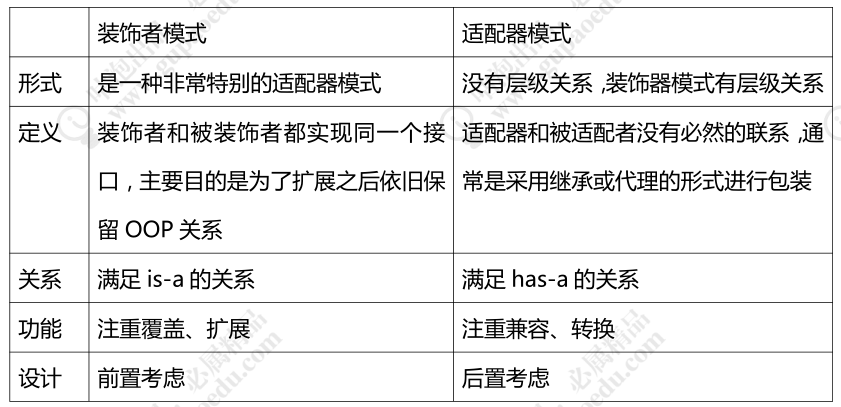 装饰者模式 适配器模式
形式 是一种非常特别的适配器模式 没有层级关系,装饰器模式有层级关系
定义 装饰者和被装饰者都实现同一个接 适配器和被适配者没有必然的联系,通
口,主要目的是为了扩展之后依旧保 常是采用继承或代理的形式进行包装
留 OOP 关系
关系 满足 is-a 的关系 满足 has-a 的关系
功能 注重覆盖、扩展 注重兼容、转换
设计 前置考虑 后置考虑